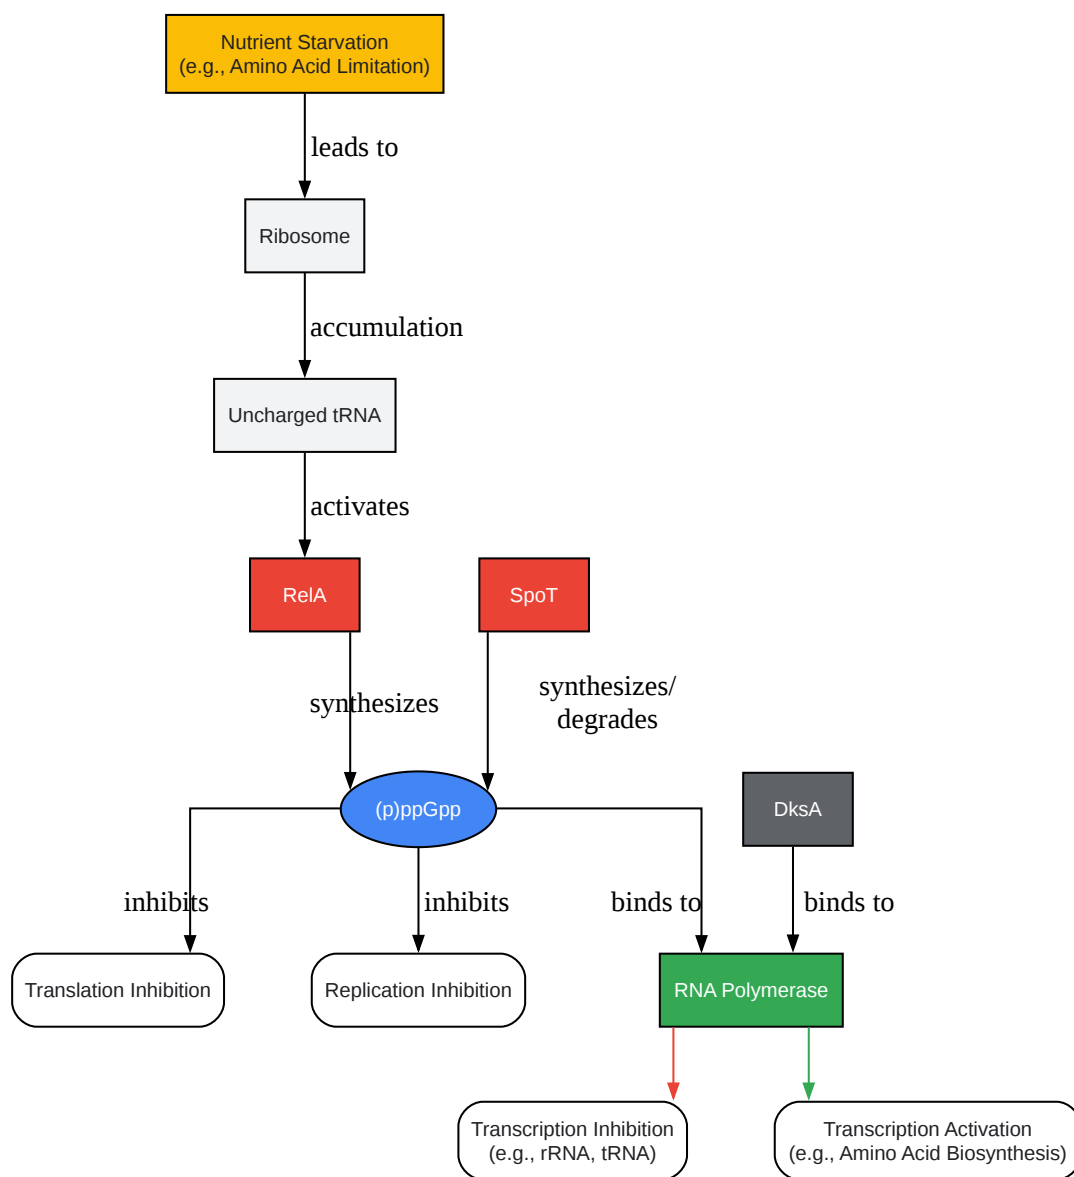 Nutrient Starvation
(e.g., Amino Acid Limitation)
leads to
Ribosome
accumulation
Uncharged tRNA
activates
RelA
SpoT
synthesizes
synthesizes/
degrades
(p)ppGpp
DksA
inhibits
inhibits
binds to
binds to
Translation Inhibition
Replication Inhibition
RNA Polymerase
Transcription Inhibition
(e.g., rRNA, tRNA)
Transcription Activation
(e.g., Amino Acid Biosynthesis)